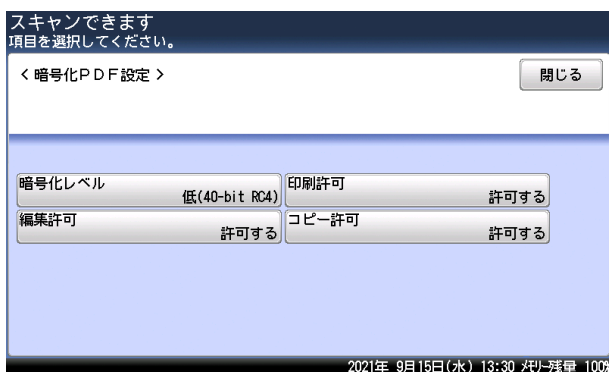 スキャンできます
項目を選択してください。
<暗号化PDF設定>
閉じる
暗号化レベル
低(40-bit RC4)
印刷許可
許可する
編集許可
許可する
コピー許可
許可する
2021年 9月15日(水) 13:30 メモリー残量 100%